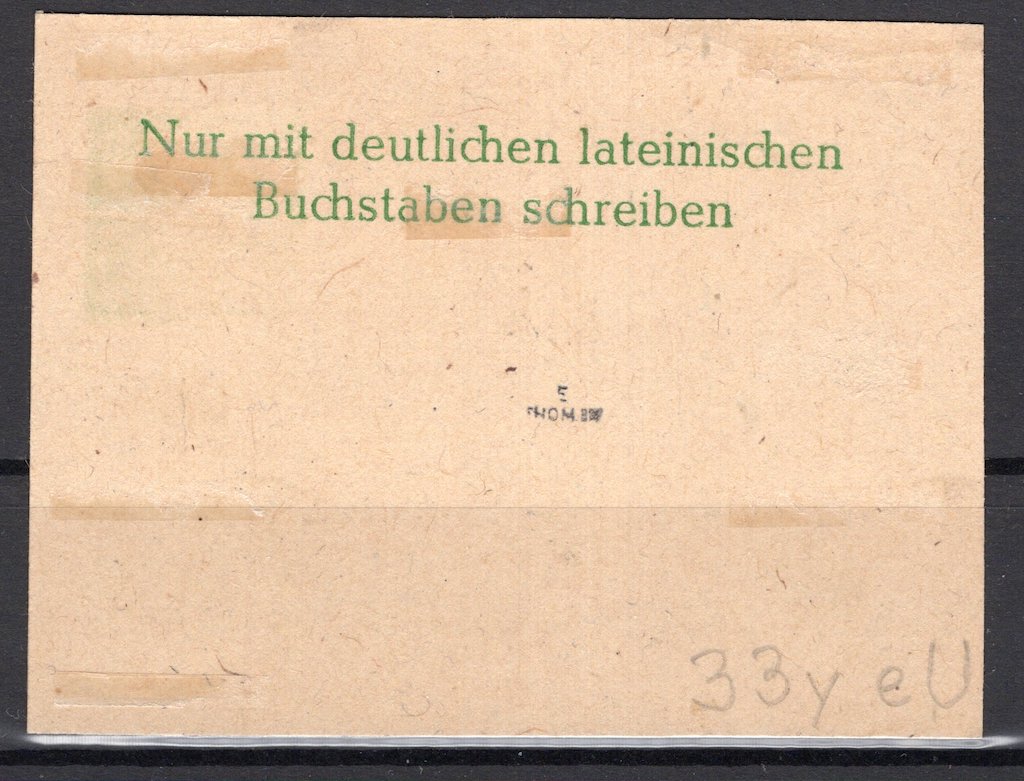 Nur mit deutlichen lateinischen
Buchstaben schreiben
33y eU